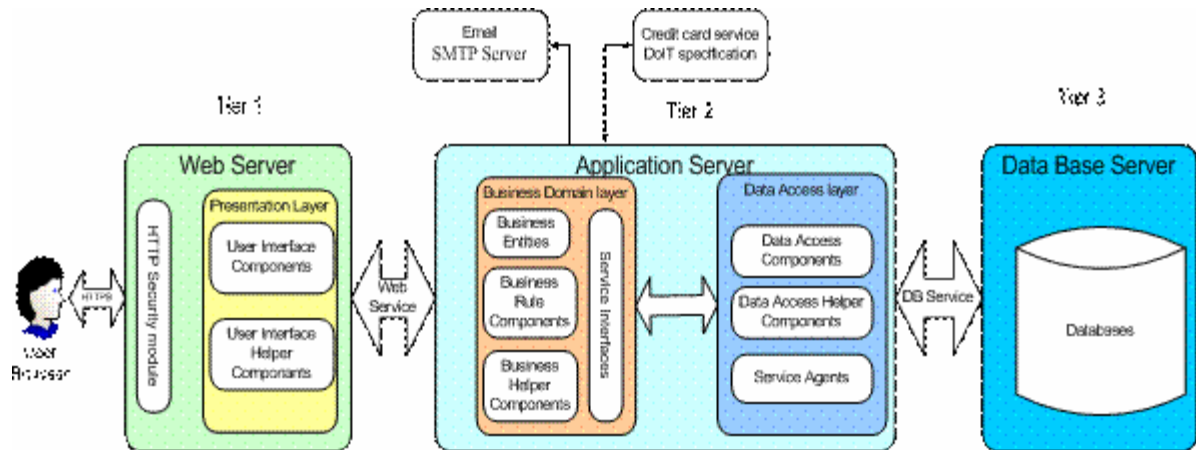 Email
SMTP Server
Credit card service
DoIT specification
Tier 1
Tier 2
Tier 3
Web Server
Application Server
Data Base Server
Presentation Layer
Business Domain layer
Data Access layer
HTTP Security module
User Interface
Components
User Interface
Helper
Componants
HTTPS
Web
Service
Business
Entities
Business
Rule
Components
Business
Helper
Components
Service Interfaces
Data Access
Components
Data Access Helper
Components
Service Agents
DB Service
Databases
User
Browser